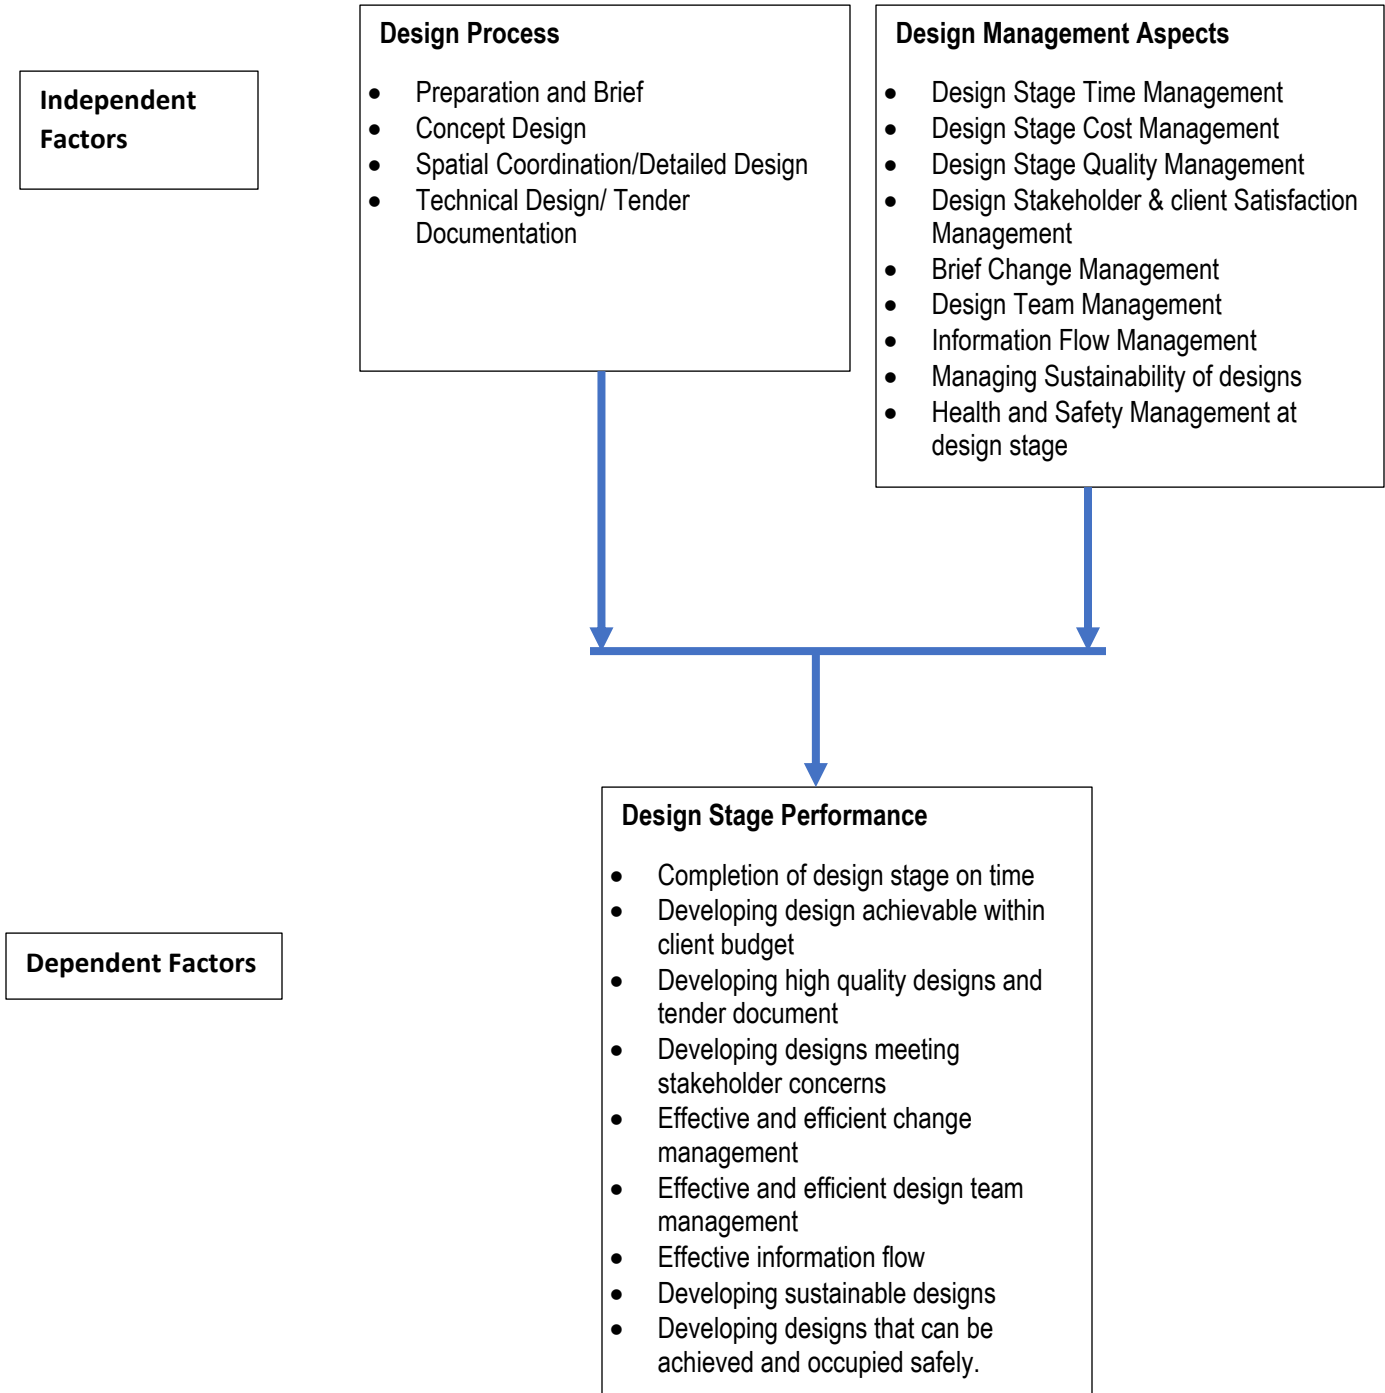 Independent
Factors
Design Process
• Preparation and Brief
• Concept Design
• Spatial Coordination/Detailed Design
• Technical Design/ Tender
Documentation
Design Management Aspects
• Design Stage Time Management
• Design Stage Cost Management
• Design Stage Quality Management
• Design Stakeholder & client Satisfaction
Management
• Brief Change Management
• Design Team Management
• Information Flow Management
• Managing Sustainability of designs
• Health and Safety Management at
design stage
Dependent Factors
Design Stage Performance
• Completion of design stage on time
• Developing design achievable within
client budget
• Developing high quality designs and
tender document
• Developing designs meeting
stakeholder concerns
• Effective and efficient change
management
• Effective and efficient design team
management
• Effective information flow
• Developing sustainable designs
• Developing designs that can be
achieved and occupied safely.